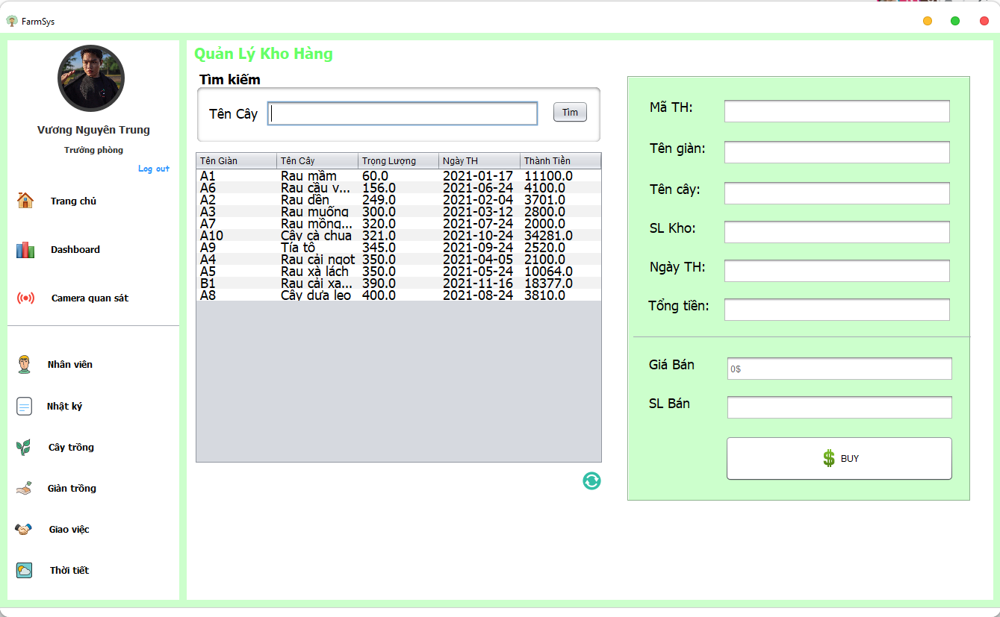 FarmSys
Vương Nguyên Trung
Trưởng phòng
Log out
Trang chủ
Dashboard
Camera quan sát
Nhân viên
Nhật ký
Cây trồng
Giàn trồng
Giao việc
Thời tiết
Quản Lý Kho Hàng
Tìm kiếm
Tên Cây
Tìm
Tên Giàn Tên Cây Trọng Lượng Ngày TH Thành Tiền
A1 Rau mầm 60.0 2021-01-17 11100.0
A6 Rau cầu v... 156.0 2021-06-24 4100.0
A2 Rau dền 249.0 2021-02-04 3701.0
A3 Rau muống 300.0 2021-03-12 2800.0
A7 Rau mồng... 320.0 2021-07-24 2000.0
A10 Cây cà chua 321.0 2021-10-24 34281.0
A9 Tía tô 345.0 2021-09-24 2520.0
A4 Rau cải ngọt 350.0 2021-04-05 2100.0
A5 Rau xà lách 350.0 2021-05-24 10064.0
B1 Rau cải xa... 390.0 2021-11-16 18377.0
A8 Cây dưa leo 400.0 2021-08-24 3810.0
Mã TH:
Tên giàn:
Tên cây:
SL Kho:
Ngày TH:
Tổng tiền:
Giá Bán 0$
SL Bán
$ BUY